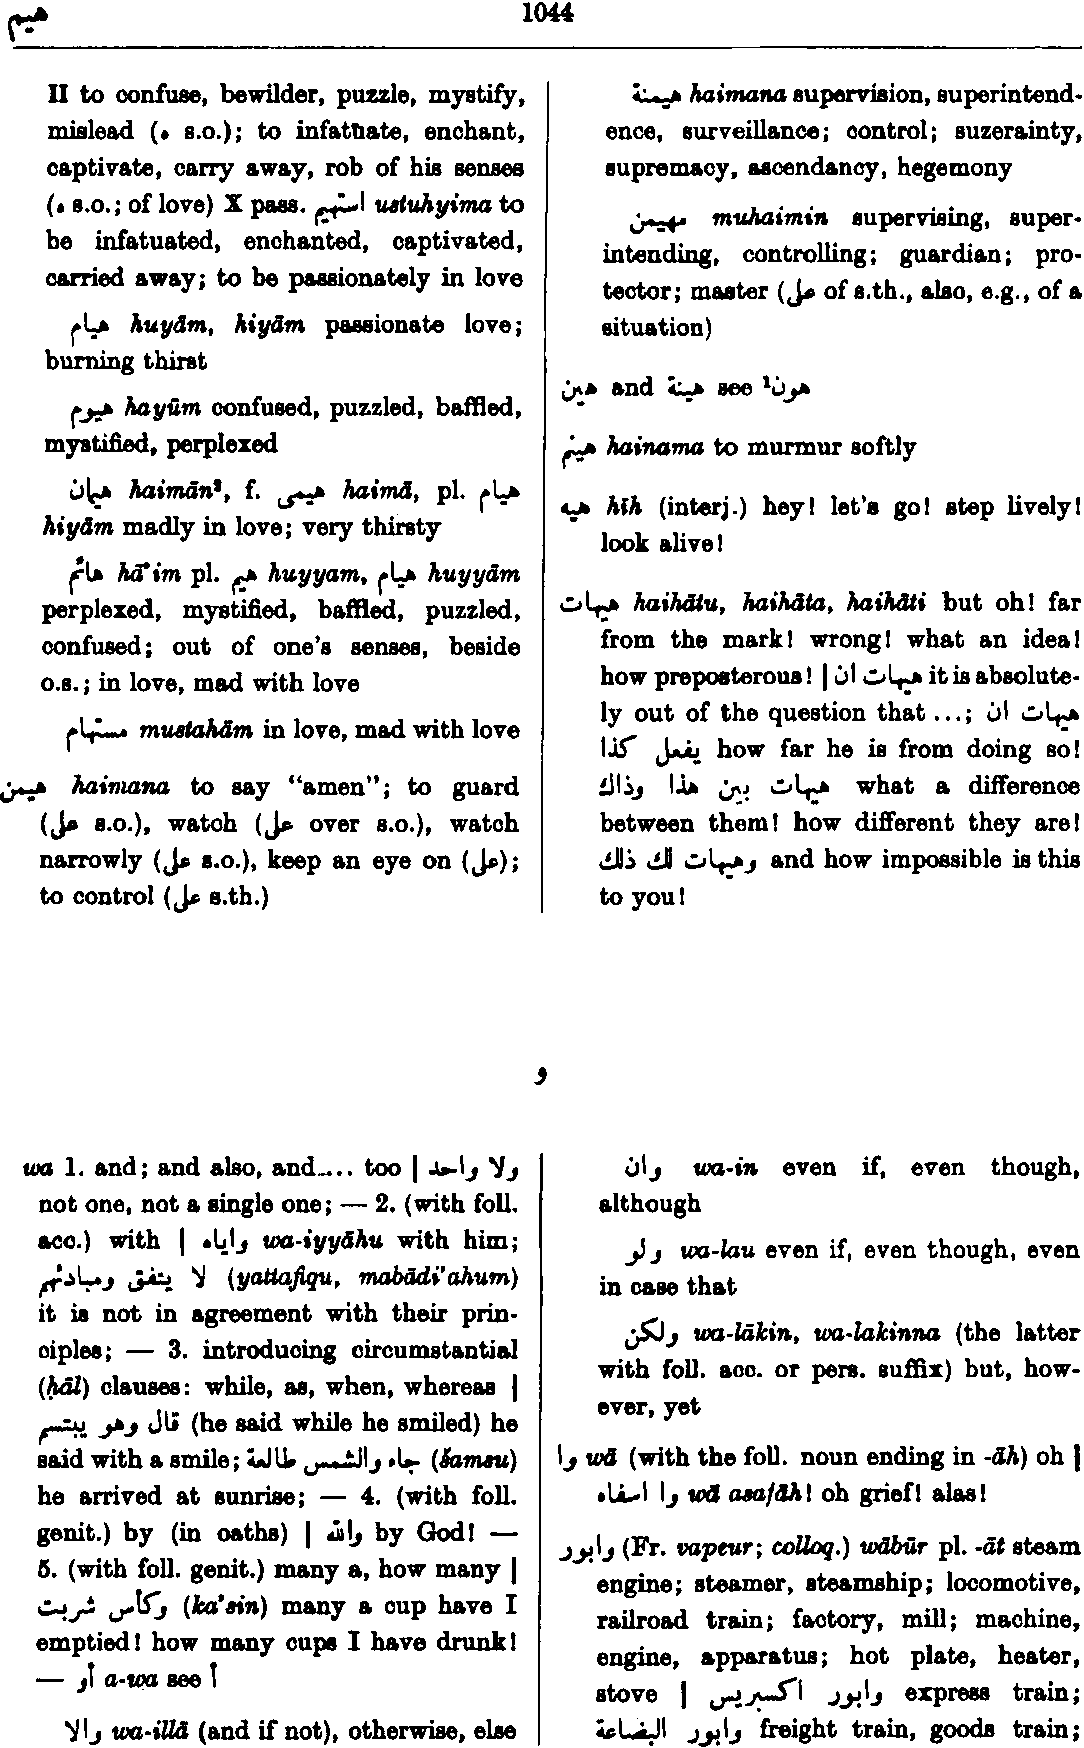 هيم
1044
II to confuse, bewilder, puzzle, mystify,
mislead (ه s.o.); to infatuate, enchant,
captivate, carry away, rob of his senses
(ه s.o.; of love) X pass. استهيم ustuhyima to
be infatuated, enchanted, captivated,
carried away; to be passionately in love
هيام huyām, hiyām passionate love;
burning thirst
هيوم hayūm confused, puzzled, baffled,
mystified, perplexed
هيمان haimān², f. هيمى haimā, pl. هيام
hiyām madly in love; very thirsty
هائم hā'im pl. هيم huyyam, هيام huyyām
perplexed, mystified, baffled, puzzled,
confused; out of one's senses, beside
o.s.; in love, mad with love
مستهام mustahām in love, mad with love
هيمن haimana to say “amen”; to guard
(على s.o.), watch (على over s.o.), watch
narrowly (على s.o.), keep an eye on (على);
to control (على s.th.)
هيمنة haimana supervision, superintend-
ence, surveillance; control; suzerainty,
supremacy, ascendancy, hegemony
مهيمن muhaimin supervising, super-
intending, controlling; guardian; pro-
tector; master (على of s.th., also, e.g., of a
situation)
هين and هينة see ¹هون
هينم hainama to murmur softly
هيه hīh (interj.) hey! let's go! step lively!
look alive!
هيهات haihātu, haihāta, haihāti but oh! far
from the mark! wrong! what an idea!
how preposterous! | هيهات ان it is absolute-
ly out of the question that ...; هيهات ان
يفعل كذا how far he is from doing so!
هيهات بين هذا وذاك what a difference
between them! how different they are!
وهيهات لك ذلك and how impossible is this
to you!
و
wa 1. and; and also, and.... too | ولا واحد
not one, not a single one; — 2. (with foll.
acc.) with | واياه wa-iyyāhu with him;
لا يتفق ومبادئهم (yattafiqu, mabādi'ahum)
it is not in agreement with their prin-
ciples; — 3. introducing circumstantial
(ḥāl) clauses: while, as, when, whereas |
قال وهو يبتسم (he said while he smiled) he
said with a smile; جاء والشمس طالعة (šamsu)
he arrived at sunrise; — 4. (with foll.
genit.) by (in oaths) | والله by God! —
5. (with foll. genit.) many a, how many |
وكأس شربت (ka'sin) many a cup have I
emptied! how many cups I have drunk!
— أو a-wa see أ
والا wa-illā (and if not), otherwise, else
وان wa-in even if, even though,
although
ولو wa-lau even if, even though, even
in case that
ولكن wa-lākin, wa-lakinna (the latter
with foll. acc. or pers. suffix) but, how-
ever, yet
وا wā (with the foll. noun ending in -āh) oh |
وا اسفاه wā asafāh! oh grief! alas!
وابور (Fr. vapeur; colloq.) wābūr pl. -āt steam
engine; steamer, steamship; locomotive,
railroad train; factory, mill; machine,
engine, apparatus; hot plate, heater,
stove | وابور اكسبريس express train;
وابور البضاعة freight train, goods train;